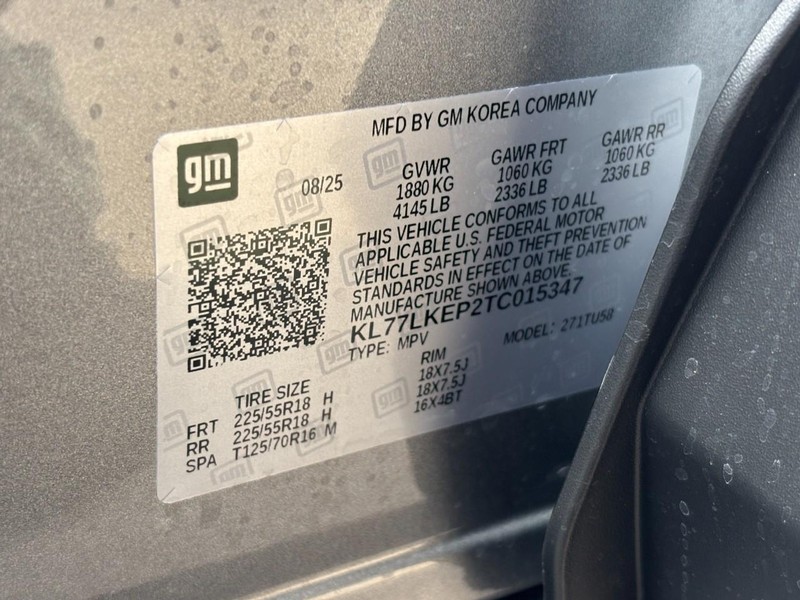 MFD BY GM KOREA COMPANY
gm
08/25
GVWR GAWR FRT GAWR RR
1880 KG 1060 KG 1060 KG
4145 LB 2336 LB 2336 LB
THIS VEHICLE CONFORMS TO ALL
APPLICABLE U.S. FEDERAL MOTOR
VEHICLE SAFETY AND THEFT PREVENTION
STANDARDS IN EFFECT ON THE DATE OF
MANUFACTURE SHOWN ABOVE.
KL77LKEP2TC015347
TYPE: MPV MODEL: 271TU58
TIRE SIZE RIM
FRT 225/55R18 H 18X7.5J
RR 225/55R18 H 18X7.5J
SPA T125/70R16 M 16X4BT